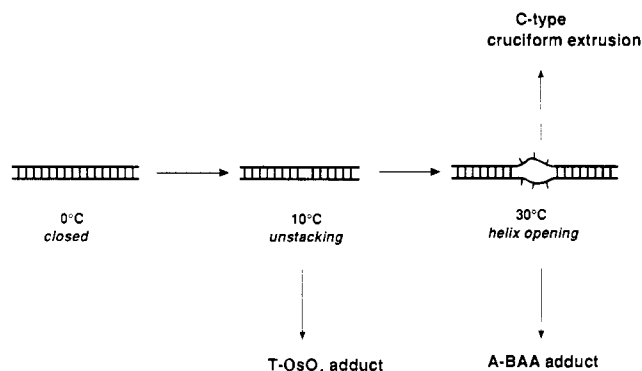 C-type
cruciform extrusion
0°C
closed
10°C
unstacking
30°C
helix opening
T-OsO, adduct
A-BAA adduct